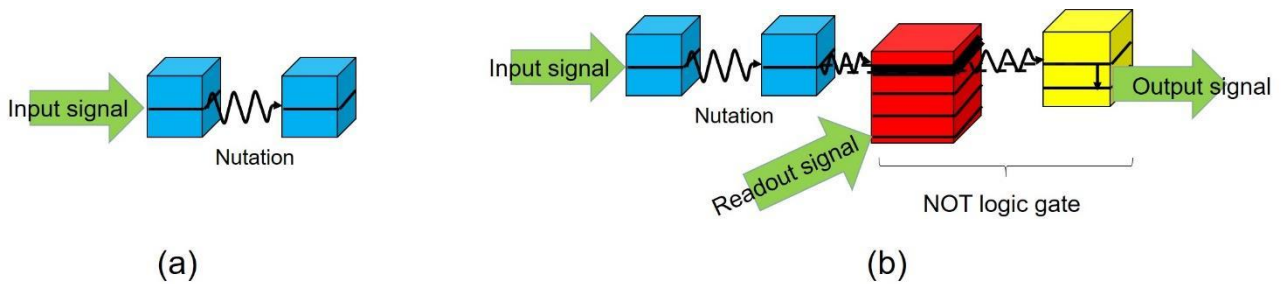 Input signal
Nutation
(a)
Input signal
Nutation
Readout signal
Output signal
NOT logic gate
(b)